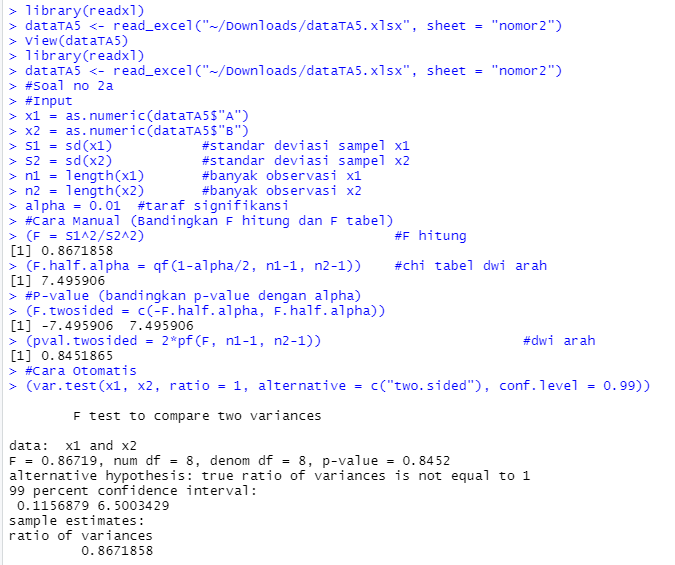 > library(readxl)
> dataTA5 <- read_excel("~/Downloads/dataTA5.xlsx", sheet = "nomor2")
> View(dataTA5)
> library(readxl)
> dataTA5 <- read_excel("~/Downloads/dataTA5.xlsx", sheet = "nomor2")
> #Soal no 2a
> #Input
> x1 = as.numeric(dataTA5$"A")
> x2 = as.numeric(dataTA5$"B")
> S1 = sd(x1)           #standar deviasi sampel x1
> S2 = sd(x2)           #standar deviasi sampel x2
> n1 = length(x1)       #banyak observasi x1
> n2 = length(x2)       #banyak observasi x2
> alpha = 0.01  #taraf signifikansi
> #Cara Manual (Bandingkan F hitung dan F tabel)
> (F = S1^2/S2^2)                               #F hitung
[1] 0.8671858
> (F.half.alpha = qf(1-alpha/2, n1-1, n2-1))    #chi tabel dwi arah
[1] 7.495906
> #P-value (bandingkan p-value dengan alpha)
> (F.twosided = c(-F.half.alpha, F.half.alpha))
[1] -7.495906  7.495906
> (pval.twosided = 2*pf(F, n1-1, n2-1))                         #dwi arah
[1] 0.8451865
> #Cara Otomatis
> (var.test(x1, x2, ratio = 1, alternative = c("two.sided"), conf.level = 0.99))
        F test to compare two variances
data:  x1 and x2
F = 0.86719, num df = 8, denom df = 8, p-value = 0.8452
alternative hypothesis: true ratio of variances is not equal to 1
99 percent confidence interval:
 0.1156879 6.5003429
sample estimates:
ratio of variances
         0.8671858